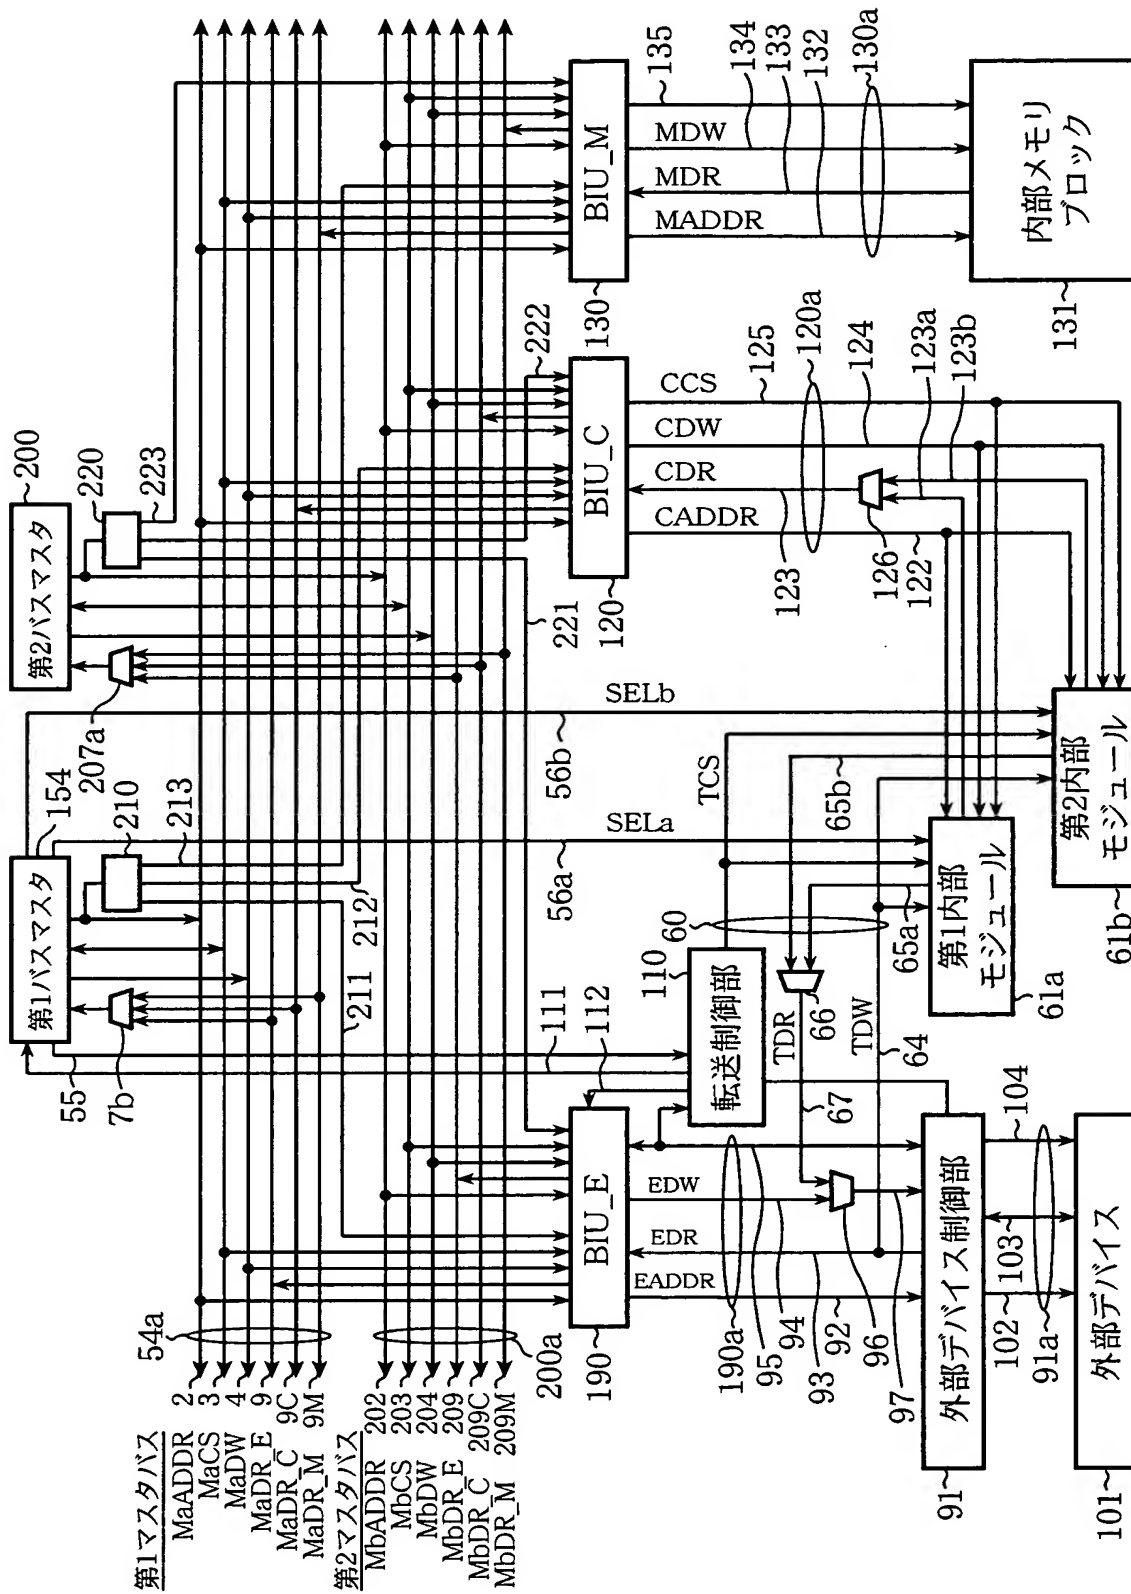 第1マスタバス
MaADDR 2
MaCS 3
MaDW 4
MaDR_E 9
MaDR_C 9C
MaDR_M 9M
第2マスタバス
MbADDR 202
MbCS 203
MbDW 204
MbDR_E 209
MbDR_C 209C
MbDR_M 209M
54a
200a
第1バスマスタ
154
55
7b
210
211
212
213
111
112
56a
SELa
56b
SELb
第2バスマスタ
200
207a
220
221
222
223
BIU_E
190
190a
EADDR
EDR
EDW
92
93
94
95
96
97
外部デバイス制御部
91
91a
102
103
104
外部デバイス
101
転送制御部
110
60
TCS
TDR
TDW
64
65a
65b
66
67
第1内部
モジュール
61a
第2内部
モジュール
61b
BIU_C
120
120a
CADDR
CDR
CDW
CCS
122
123
123a
123b
124
125
126
BIU_M
130
130a
MADDR
MDR
MDW
132
133
134
135
内部メモリ
ブロック
131